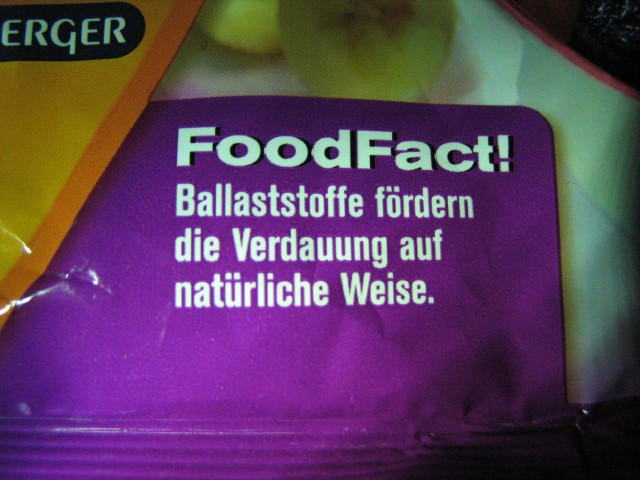 ERGER
FoodFact!
Ballaststoffe fördern
die Verdauung auf
natürliche Weise.